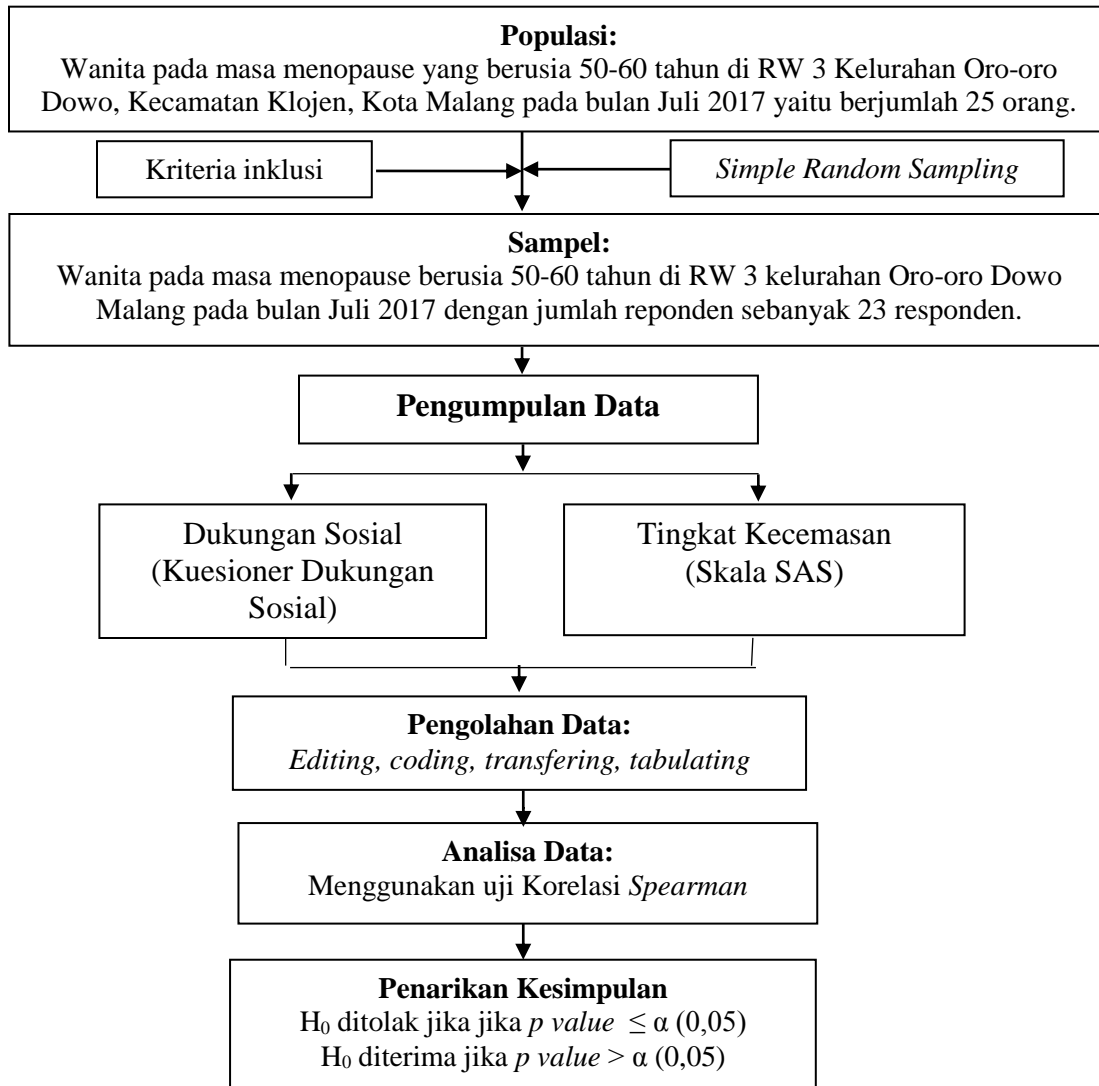 Populasi:
Wanita pada masa menopause yang berusia 50-60 tahun di RW 3 Kelurahan Oro-oro
Dowo, Kecamatan Klojen, Kota Malang pada bulan Juli 2017 yaitu berjumlah 25 orang.
Kriteria inklusi
Simple Random Sampling
Sampel:
Wanita pada masa menopause berusia 50-60 tahun di RW 3 kelurahan Oro-oro Dowo
Malang pada bulan Juli 2017 dengan jumlah reponden sebanyak 23 responden.
Pengumpulan Data
Dukungan Sosial
(Kuesioner Dukungan
Sosial)
Tingkat Kecemasan
(Skala SAS)
Pengolahan Data:
Editing, coding, transfering, tabulating
Analisa Data:
Menggunakan uji Korelasi Spearman
Penarikan Kesimpulan
H₀ ditolak jika jika p value ≤ α (0,05)
H₀ diterima jika p value > α (0,05)